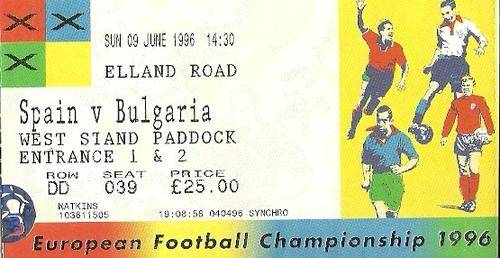 SUN 09 JUNE 1996 14:30
ELLAND ROAD
Spain v Bulgaria
WEST STAND PADDOCK
ENTRANCE 1 & 2
ROW SEAT PRICE
DD 039 £25.00
NATKINS
103611505 19:08:58 040496 SYNCHRO
European Football Championship 1996